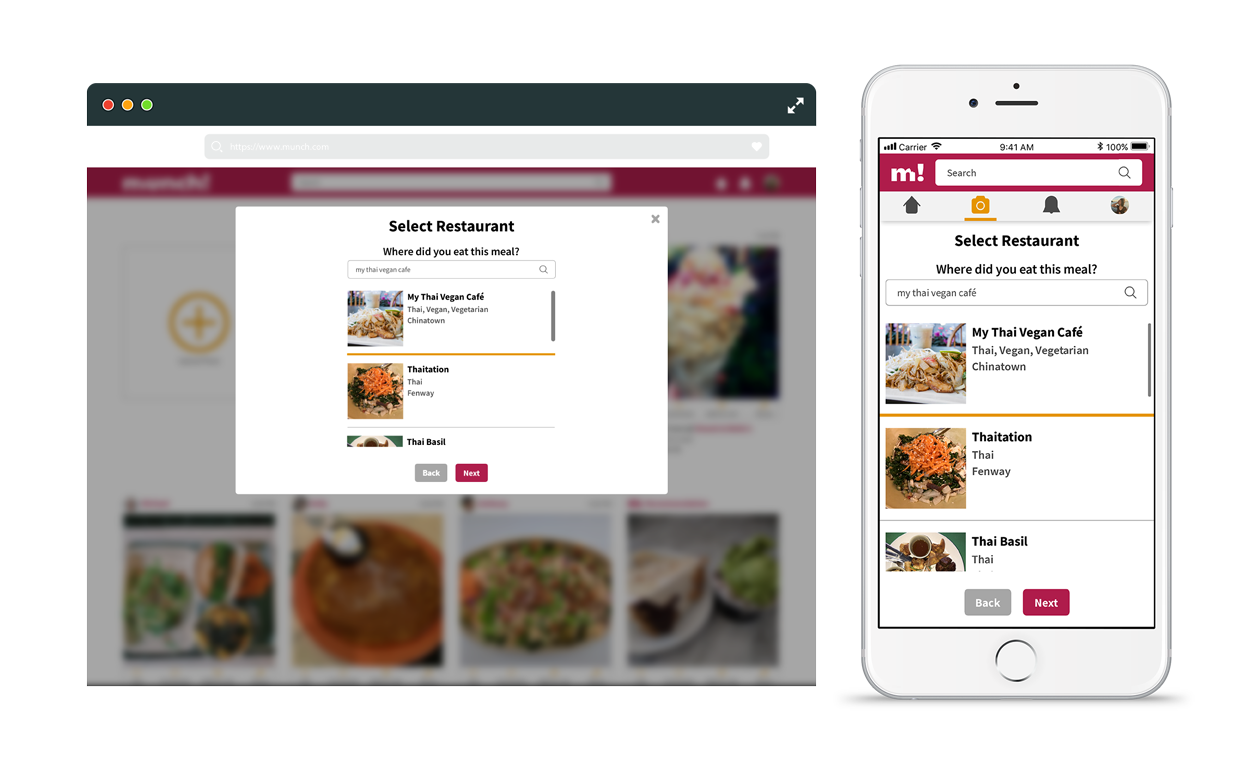 https://www.munch.com
munch!
Select Restaurant
Where did you eat this meal?
my thai vegan cafe
My Thai Vegan Café
Thai, Vegan, Vegetarian
Chinatown
Thaitation
Thai
Fenway
Thai Basil
Back
Next
Carrier
9:41 AM
100%
m!
Search
Select Restaurant
Where did you eat this meal?
my thai vegan café
My Thai Vegan Café
Thai, Vegan, Vegetarian
Chinatown
Thaitation
Thai
Fenway
Thai Basil
Thai
Back
Next